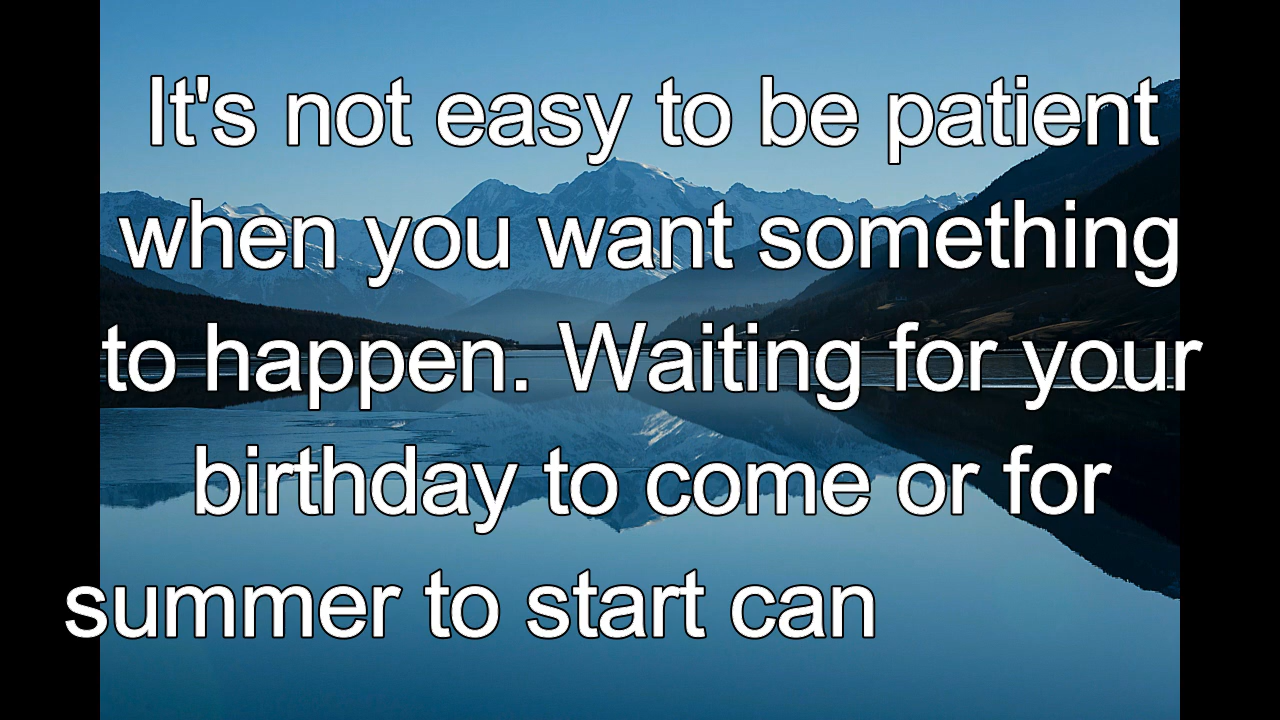 It's not easy to be patient
when you want something
to happen. Waiting for your
birthday to come or for
summer to start can